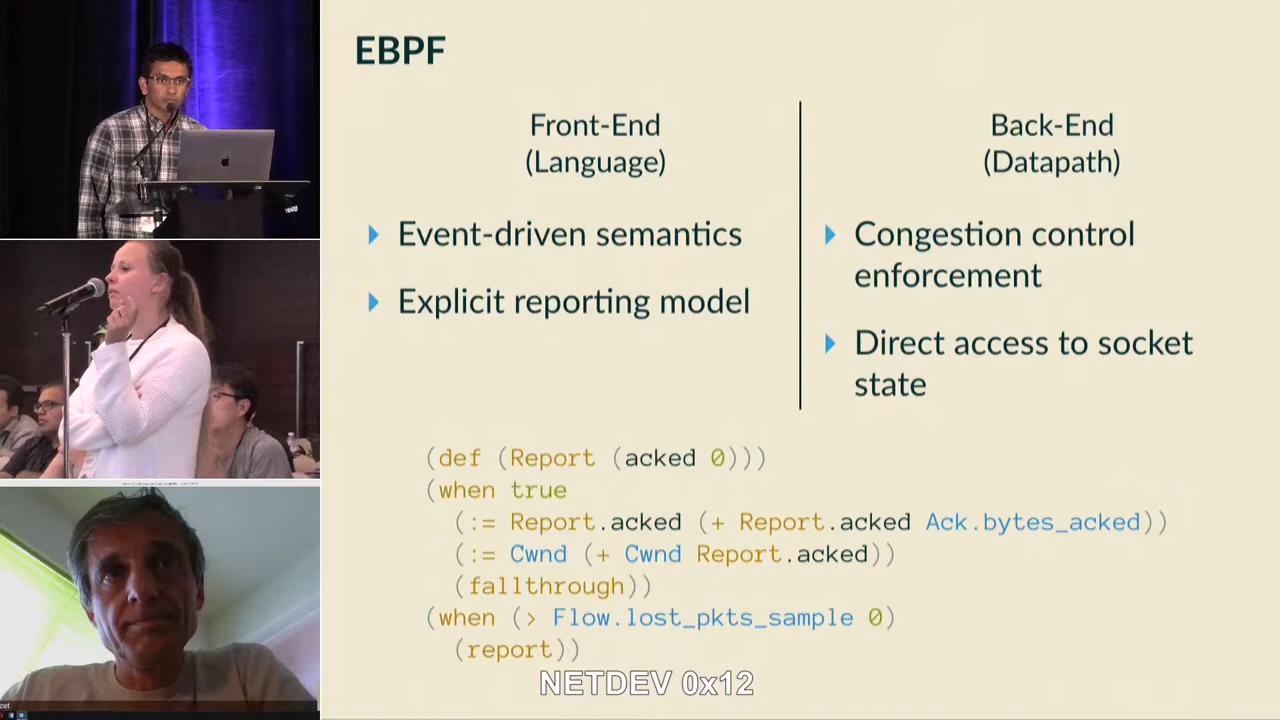 EBPF
Front-End
(Language)
Event-driven semantics
Explicit reporting model
Back-End
(Datapath)
Congestion control
enforcement
Direct access to socket
state
(def (Report (acked 0)))
(when true
(:= Report.acked (+ Report.acked Ack.bytes_acked))
(:= Cwnd (+ Cwnd Report.acked))
(fallthrough))
(when (> Flow.lost_pkts_sample 0)
(report))
NETDEV 0x12
zet